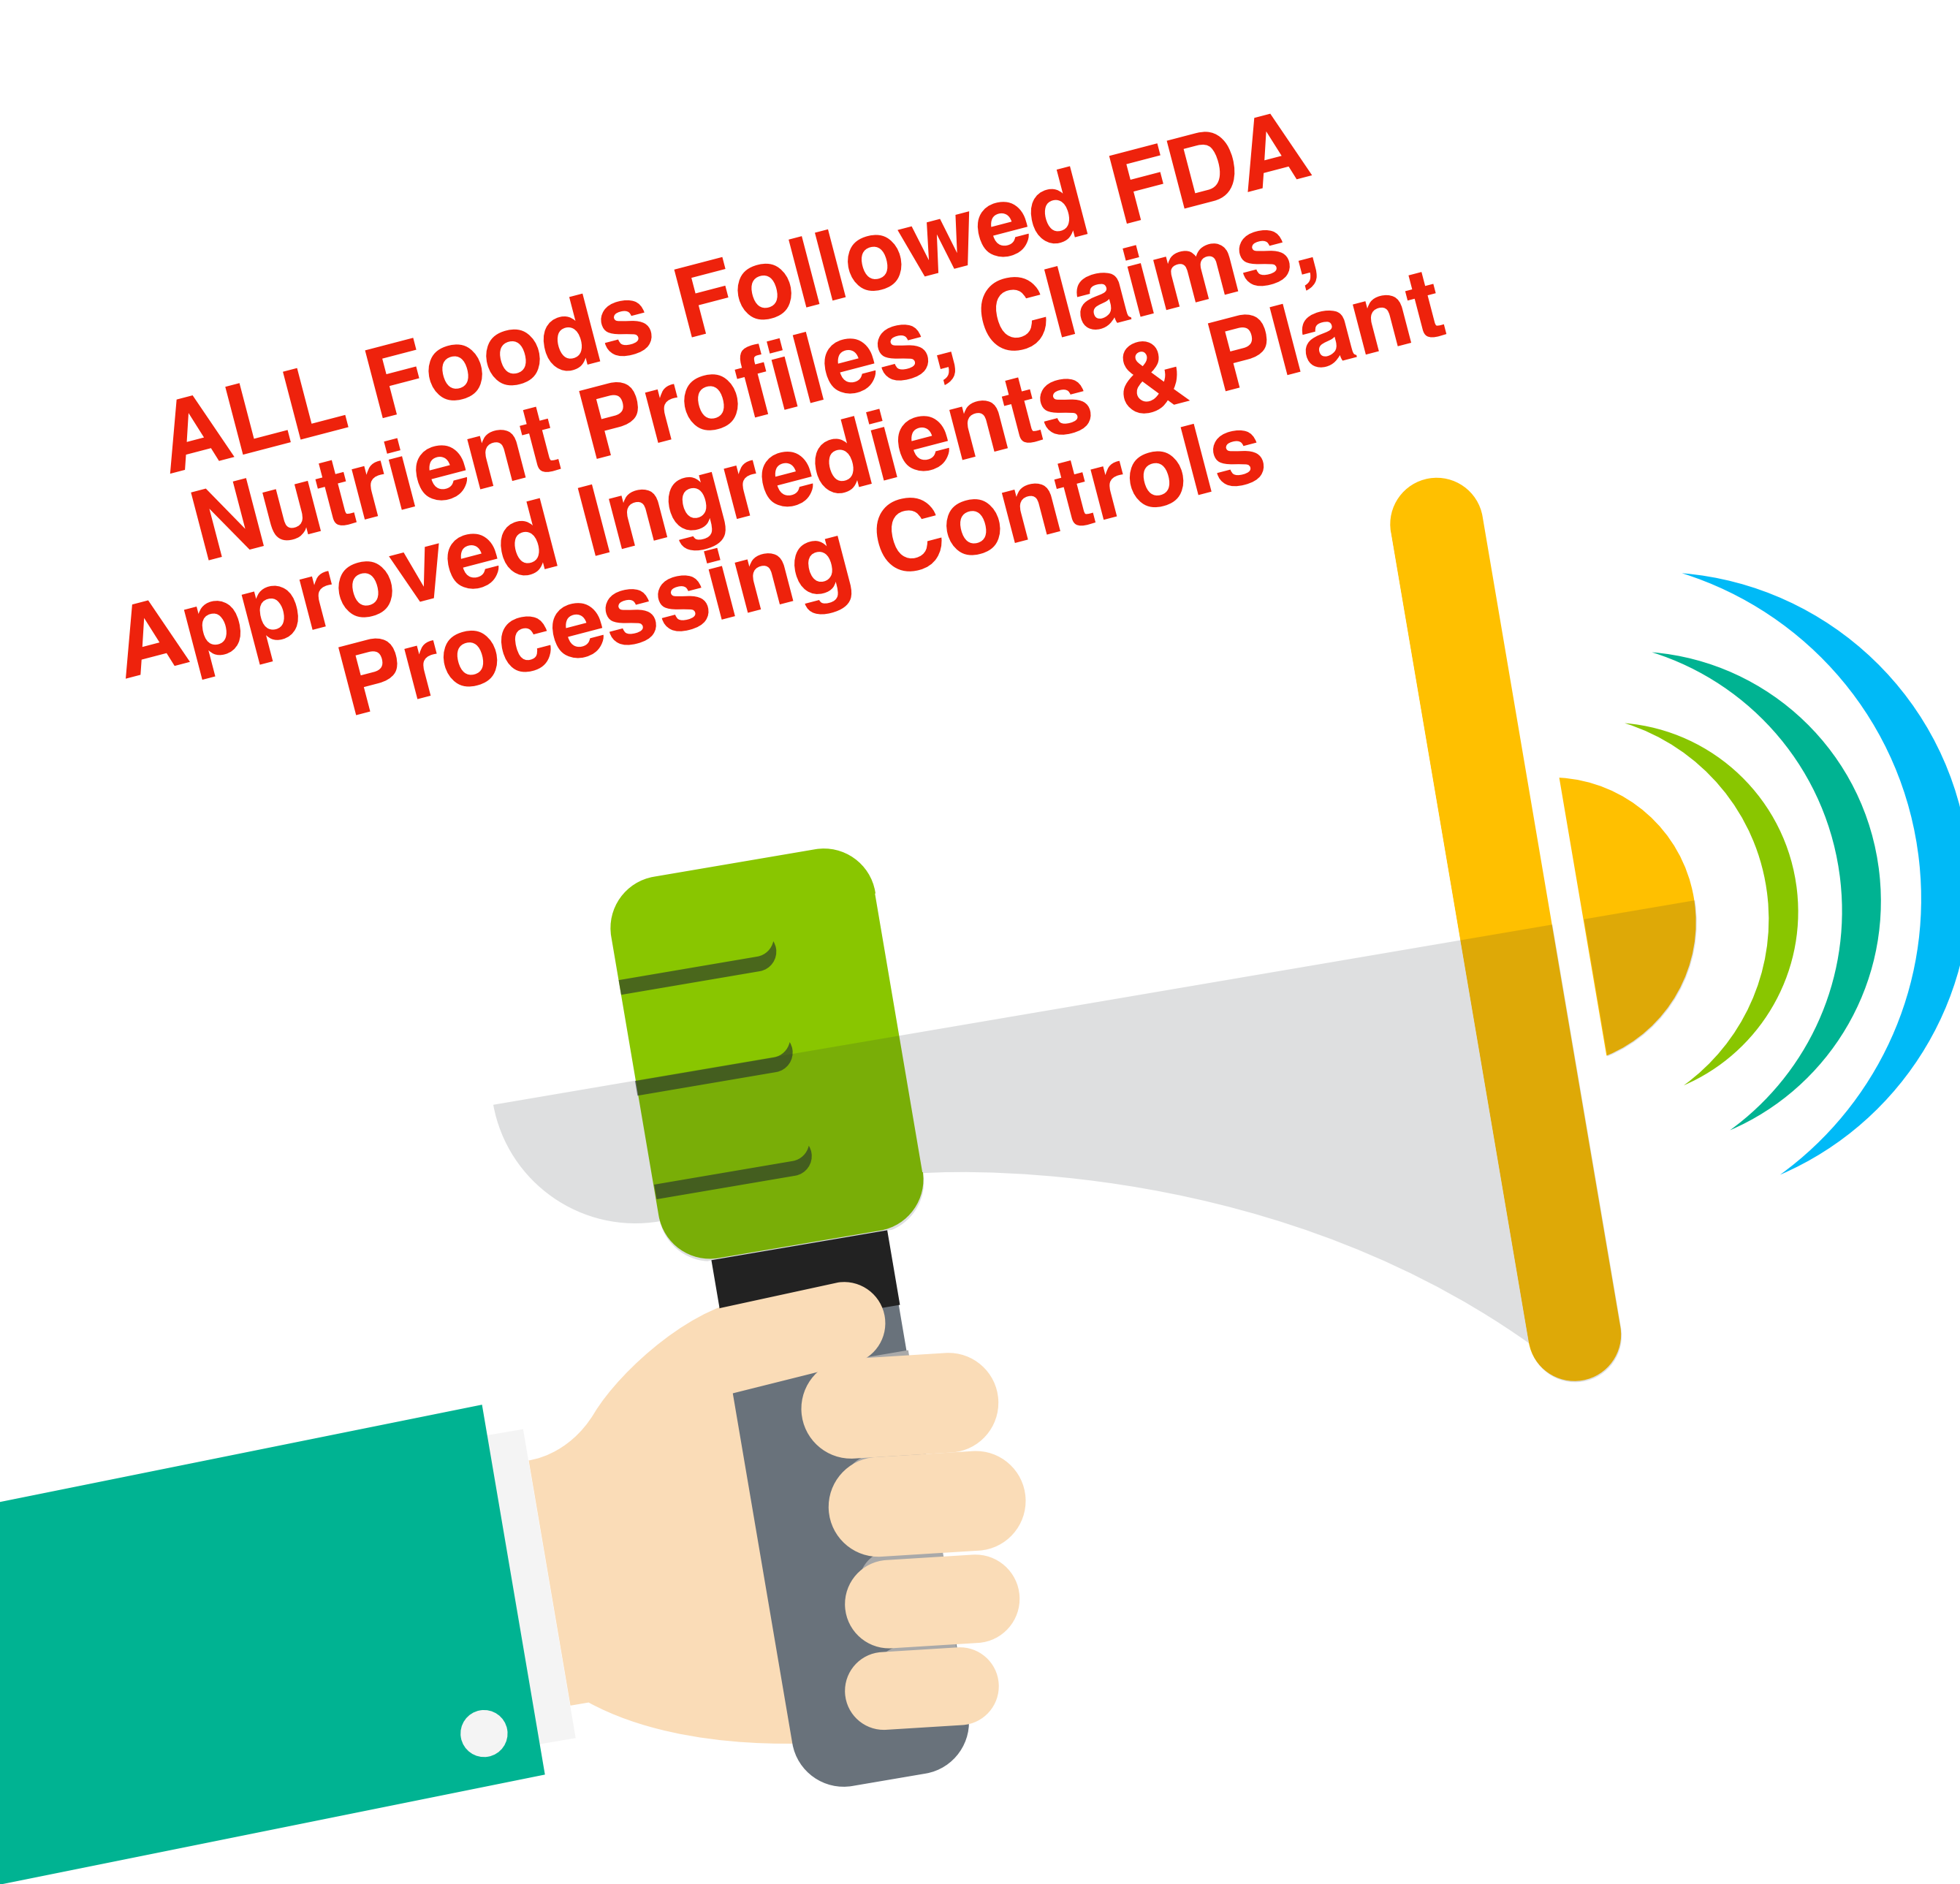 ALL Foods Followed FDA
Nutrient Profiles, Claims,
Approved Ingredients & Plant
Processing Controls